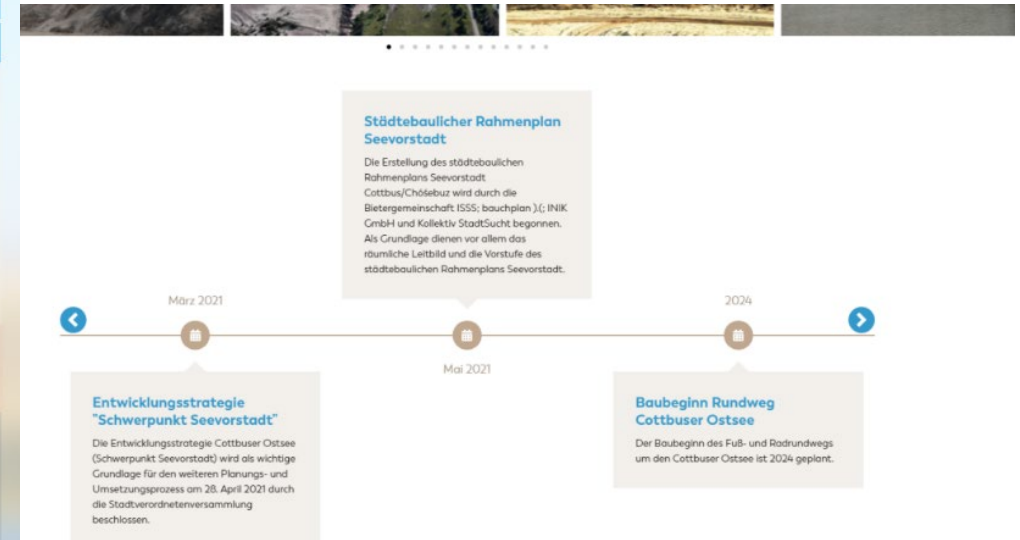 Städtebaulicher Rahmenplan
Seevorstadt
Die Erstellung des städtebaulichen
Rahmenplans Seevorstadt
Cottbus/Chóśebuz wird durch die
Bietergemeinschaft ISSS; bauchplan ).(; INIK
GmbH und Kollektiv StadtSucht begonnen.
Als Grundlage dienen vor allem das
räumliche Leitbild und die Vorstufe des
städtebaulichen Rahmenplans Seevorstadt.
März 2021
2024
Mai 2021
Entwicklungsstrategie
"Schwerpunkt Seevorstadt"
Die Entwicklungsstrategie Cottbuser Ostsee
(Schwerpunkt Seevorstadt) wird als wichtige
Grundlage für den weiteren Planungs- und
Umsetzungsprozess am 28. April 2021 durch
die Stadtverordnetenversammlung
beschlossen.
Baubeginn Rundweg
Cottbuser Ostsee
Der Baubeginn des Fuß- und Radrundwegs
um den Cottbuser Ostsee ist 2024 geplant.